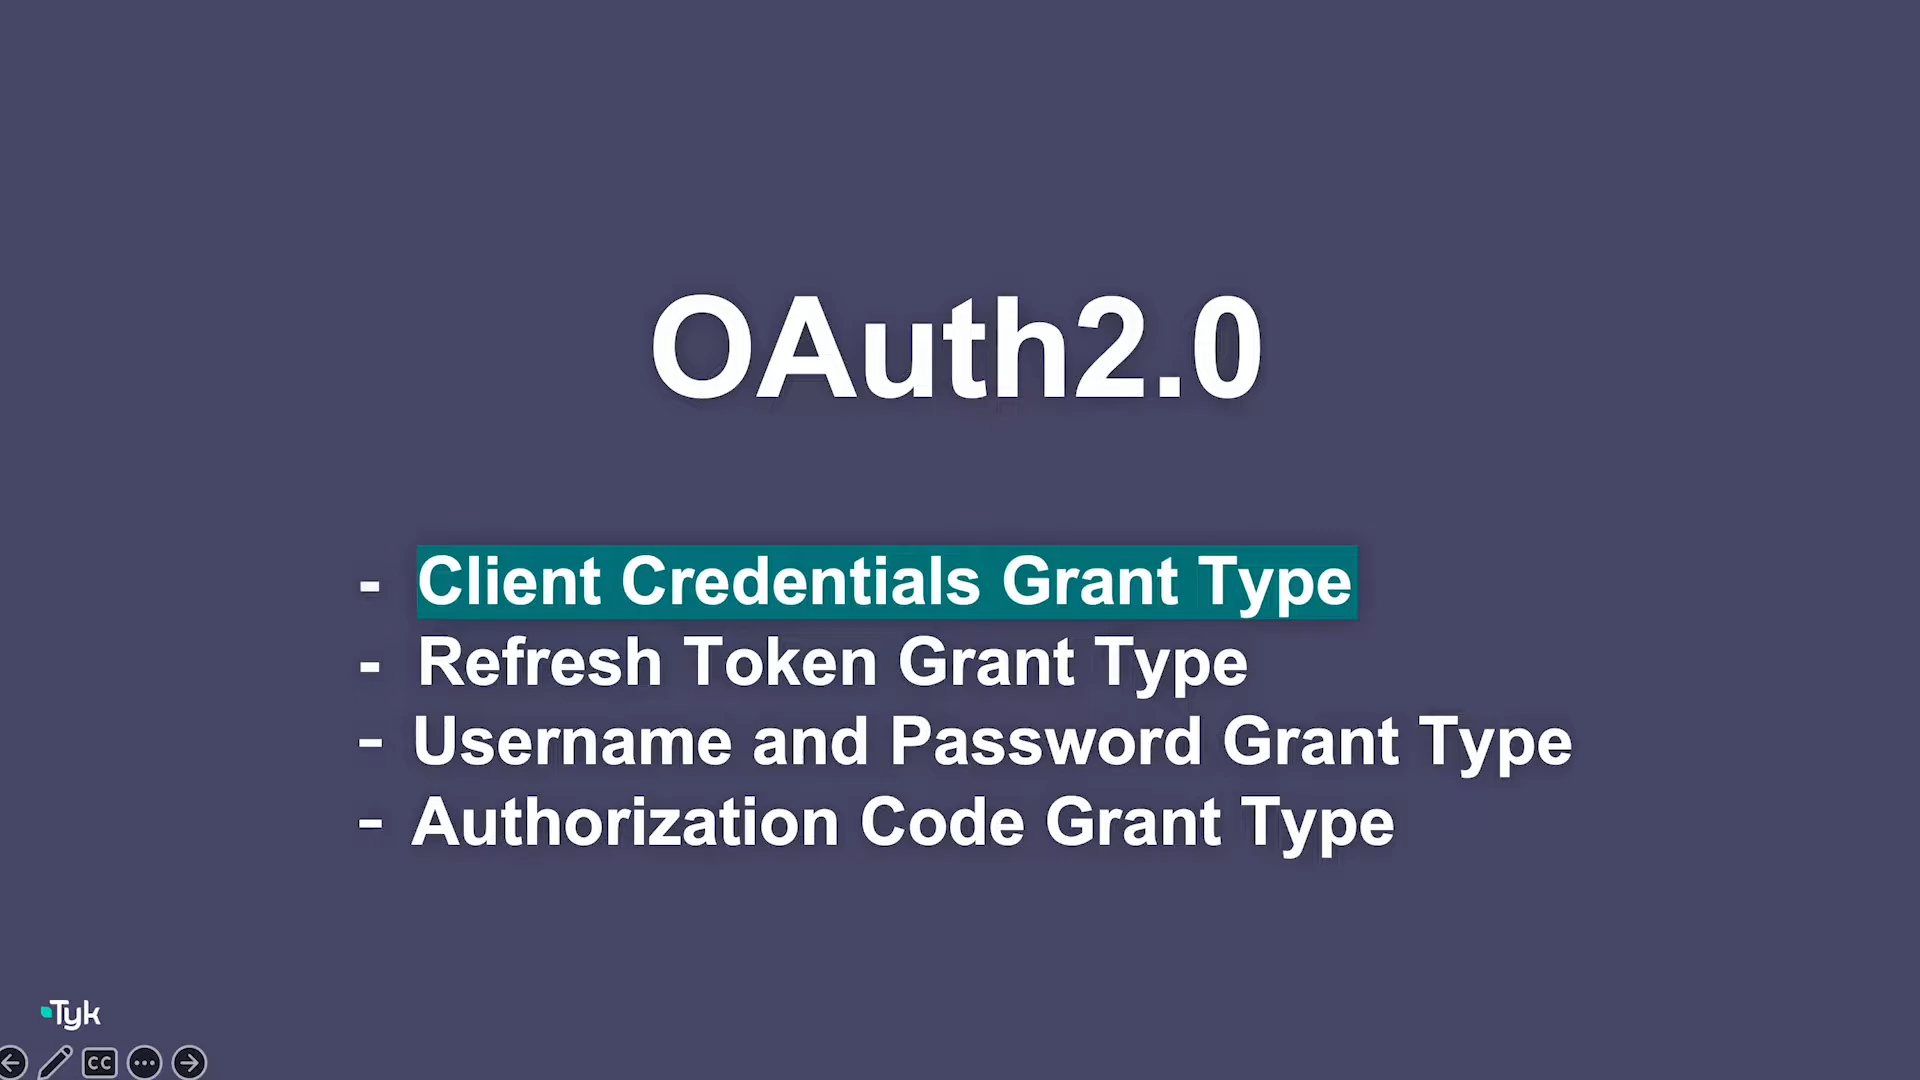 OAuth2.0
- Client Credentials Grant Type
- Refresh Token Grant Type
- Username and Password Grant Type
- Authorization Code Grant Type
Tyk
CC